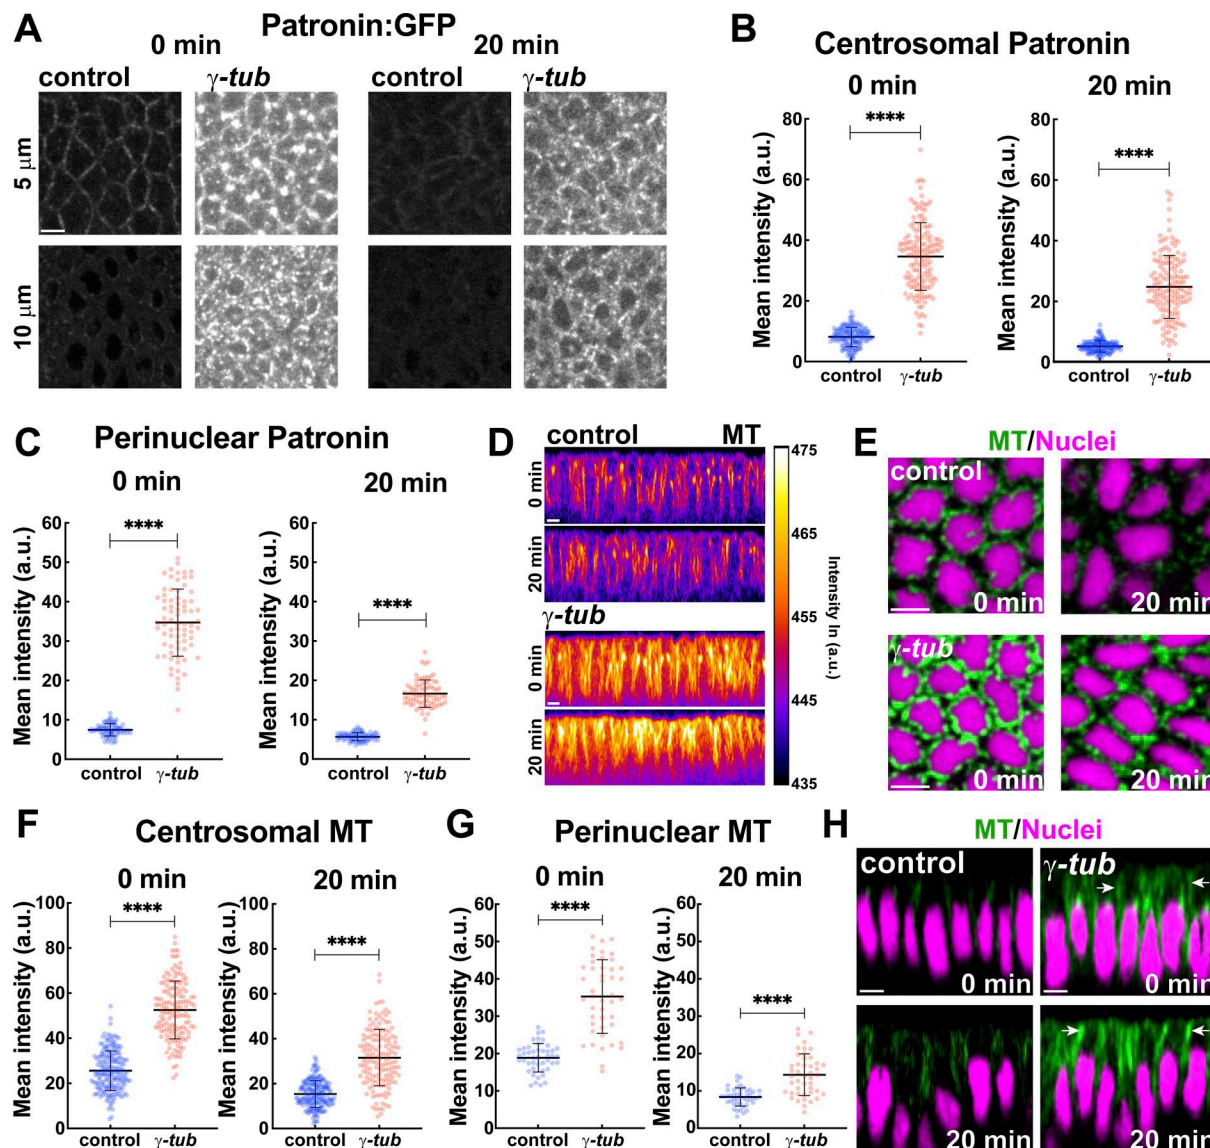 A
Patronin:GFP
0 min
20 min
control
γ-tub
control
γ-tub
5 μm
10 μm
B
Centrosomal Patronin
0 min
20 min
Mean intensity (a.u.)
80
60
40
20
0
****
control
γ-tub
Mean intensity (a.u.)
80
60
40
20
0
****
control
γ-tub
C
Perinuclear Patronin
0 min
20 min
Mean intensity (a.u.)
60
50
40
30
20
10
0
****
control
γ-tub
Mean intensity (a.u.)
60
50
40
30
20
10
0
****
control
γ-tub
D
control
MT
0 min
20 min
γ-tub
0 min
20 min
475
465
455
445
435
Intensity ln (a.u.)
E
MT/Nuclei
control
0 min
20 min
γ-tub
0 min
20 min
F
Centrosomal MT
0 min
20 min
Mean intensity (a.u.)
100
80
60
40
20
0
****
control
γ-tub
Mean intensity (a.u.)
100
80
60
40
20
0
****
control
γ-tub
G
Perinuclear MT
0 min
20 min
Mean intensity (a.u.)
60
50
40
30
20
10
0
****
control
γ-tub
Mean intensity (a.u.)
60
50
40
30
20
10
0
****
control
γ-tub
H
MT/Nuclei
control
γ-tub
0 min
0 min
20 min
20 min